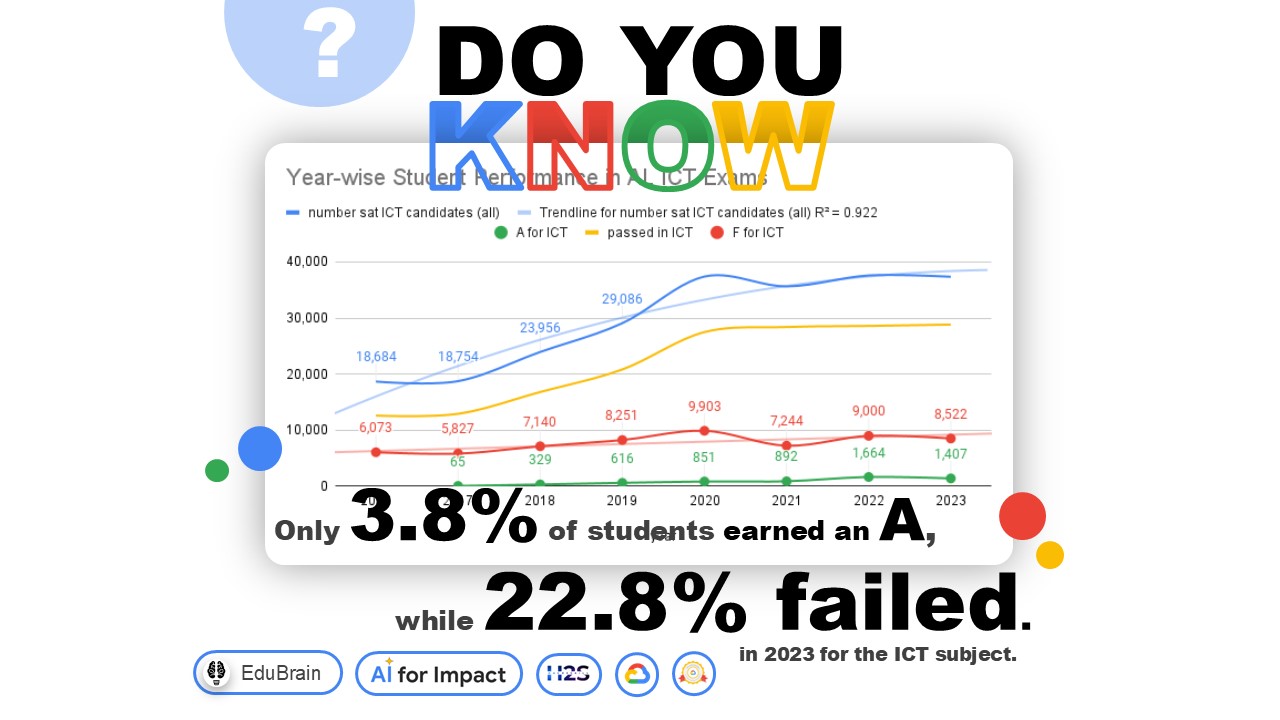 ?
DO YOU
KNOW
Year-wise Student Performance in AL ICT Exams
number sat ICT candidates (all) Trendline for number sat ICT candidates (all) R² = 0.922
A for ICT passed in ICT F for ICT
40,000
30,000
20,000
10,000
0
18,684 18,754 23,956 29,086
6,073 5,827 7,140 8,251 9,903 7,244 9,000 8,522
65 329 616 851 892 1,664 1,407
2018 2019 2020 2021 2022 2023
Only 3.8% of students earned an A,
while 22.8% failed.
in 2023 for the ICT subject.
EduBrain AI for Impact H2S